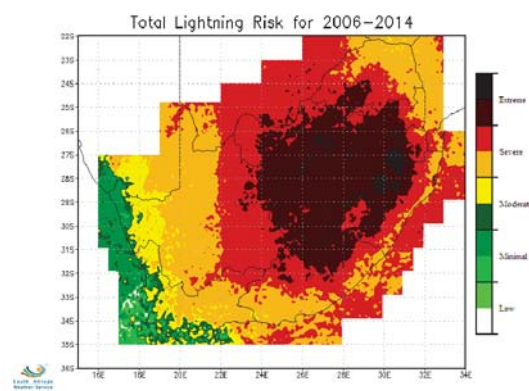 Total Lightning Risk for 2006-2014
22S
23S
24S
25S
26S
27S
28S
29S
30S
31S
32S
33S
34S
35S
36S
16E
18E
20E
22E
24E
26E
28E
30E
32E
34E
Extreme
Severe
Moderate
Minimal
Low
South African
Weather Service